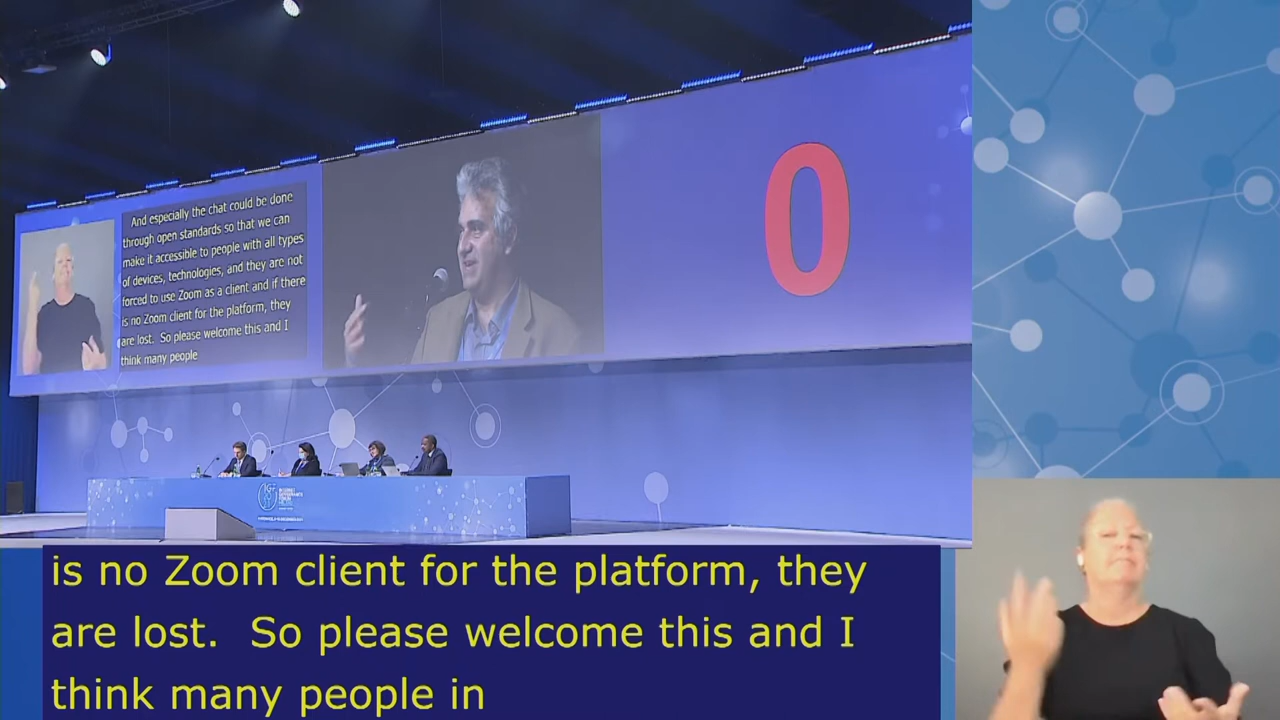 And especially the chat could be done
through open standards so that we can
make it accessible to people with all types
of devices, technologies, and they are not
forced to use Zoom as a client and if there
is no Zoom client for the platform, they
are lost. So please welcome this and I
think many people
0
is no Zoom client for the platform, they
are lost. So please welcome this and I
think many people in